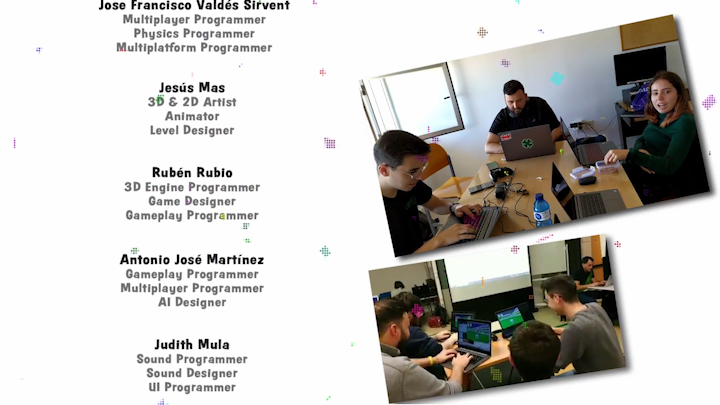 Jose Francisco Valdés Sirvent
Multiplayer Programmer
Physics Programmer
Multiplatform Programmer
Jesús Mas
3D & 2D Artist
Animator
Level Designer
Rubén Rubio
3D Engine Programmer
Game Designer
Gameplay Programmer
Antonio José Martínez
Gameplay Programmer
Multiplayer Programmer
AI Designer
Judith Mula
Sound Programmer
Sound Designer
UI Programmer